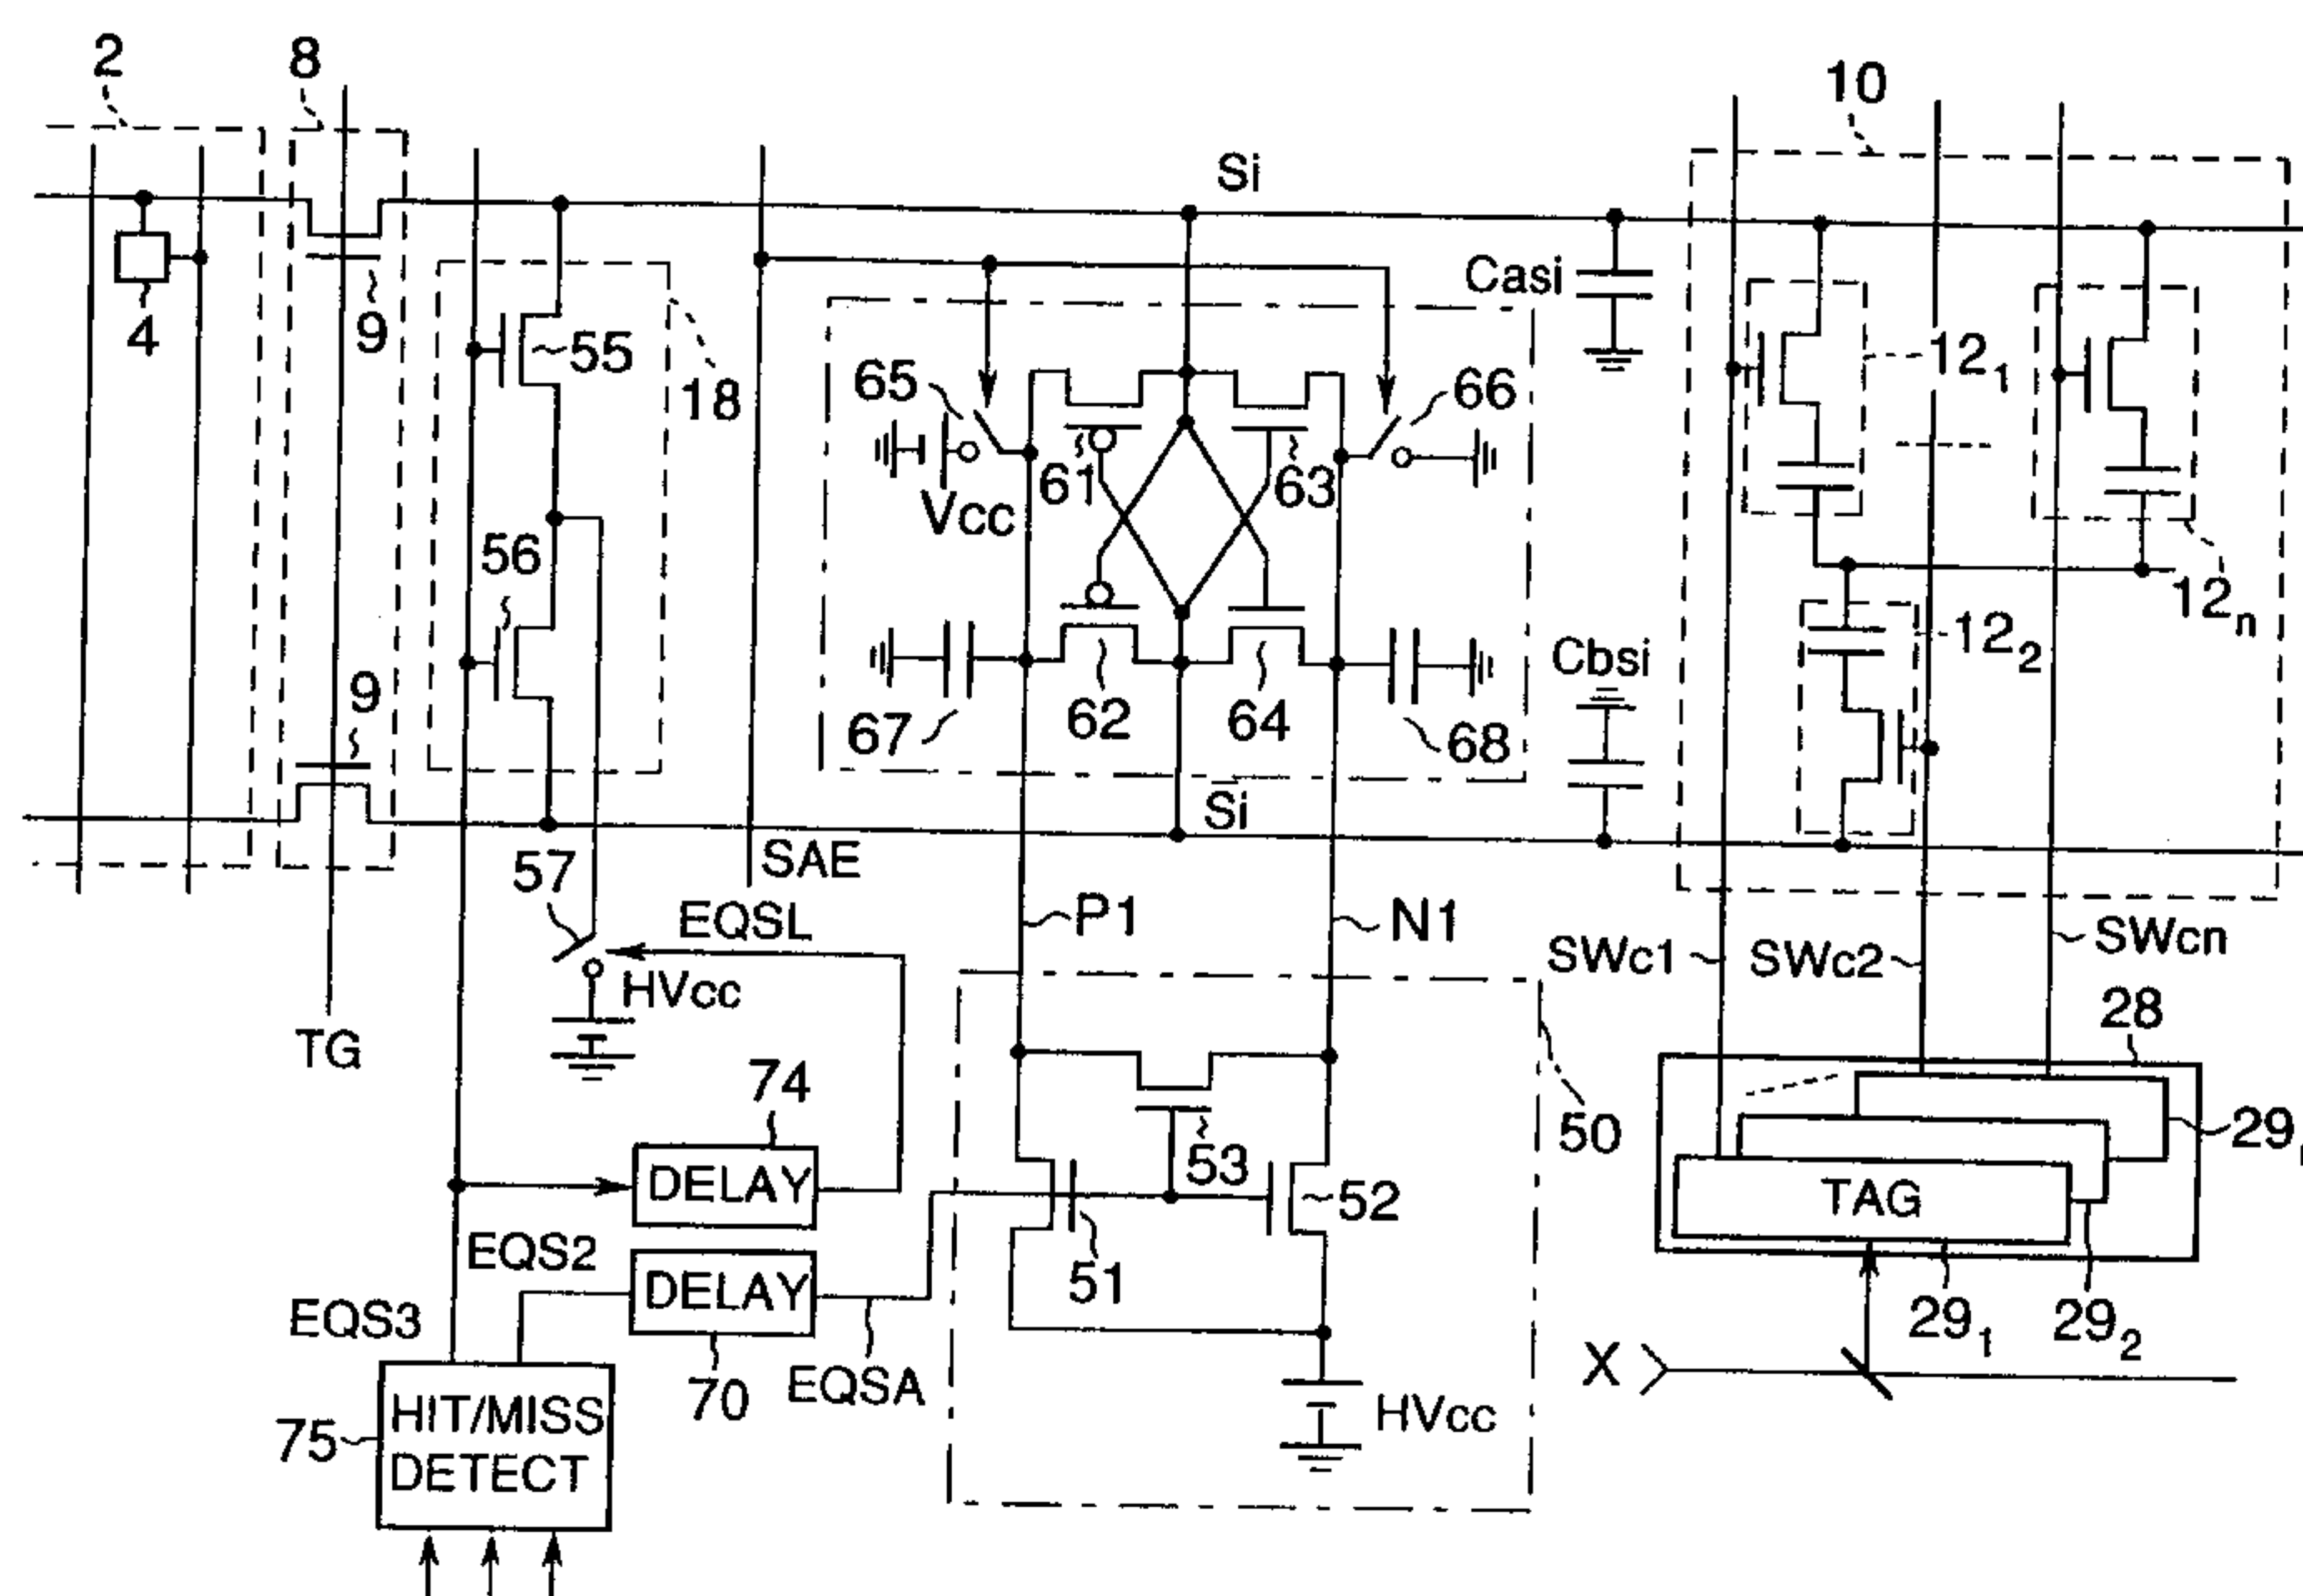 2
8
10
Si
4
9
55
18
65
Vcc
61
63
66
Casi
12₁
12ₙ
56
9
67
62
64
68
Cbsi
12₂
S̅i̅
SAE
57
EQSL
HVcc
TG
P1
N1
SWc1
SWc2
SWcn
28
74
DELAY
53
52
50
29
TAG
EQS2
DELAY
51
29₁
29₂
EQS3
70
EQSA
X
HIT/MISS
DETECT
75
HVcc